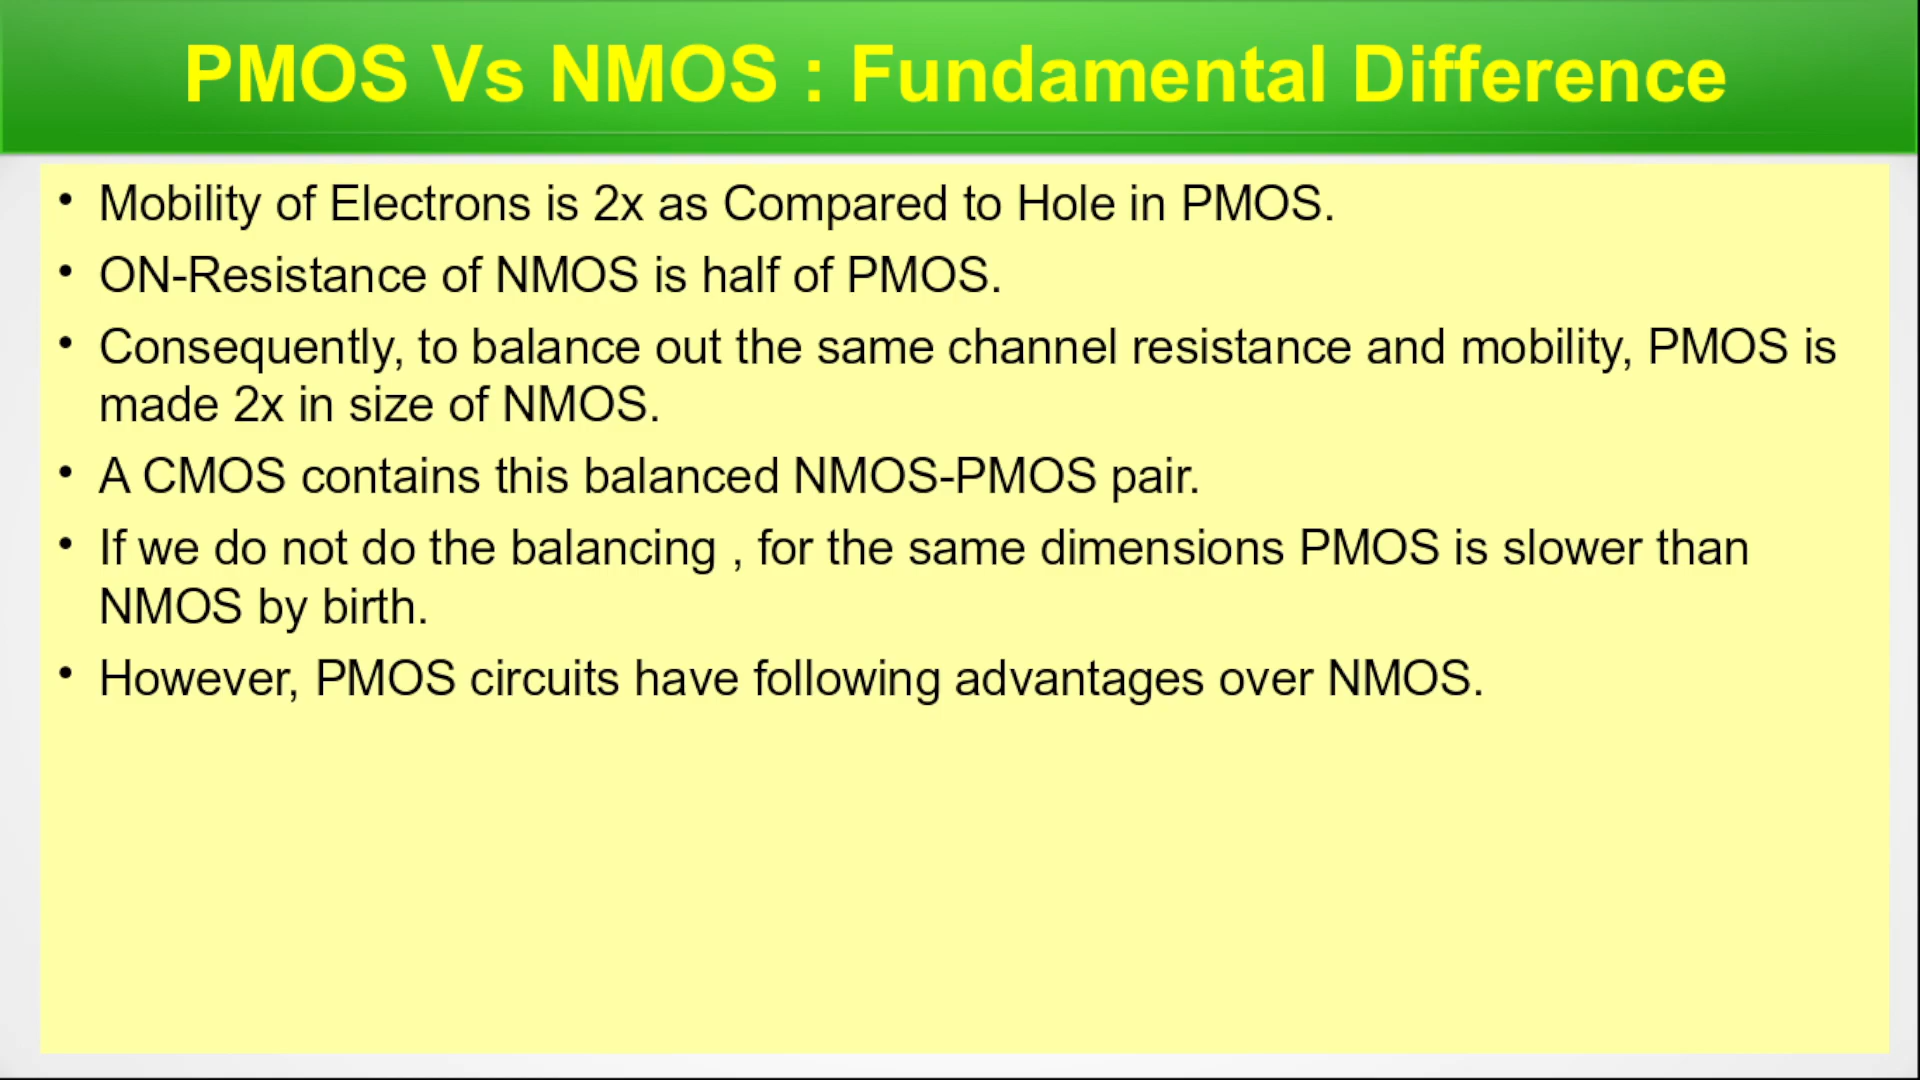 PMOS Vs NMOS : Fundamental Difference
• Mobility of Electrons is 2x as Compared to Hole in PMOS.
• ON-Resistance of NMOS is half of PMOS.
• Consequently, to balance out the same channel resistance and mobility, PMOS is
made 2x in size of NMOS.
• A CMOS contains this balanced NMOS-PMOS pair.
• If we do not do the balancing , for the same dimensions PMOS is slower than
NMOS by birth.
• However, PMOS circuits have following advantages over NMOS.